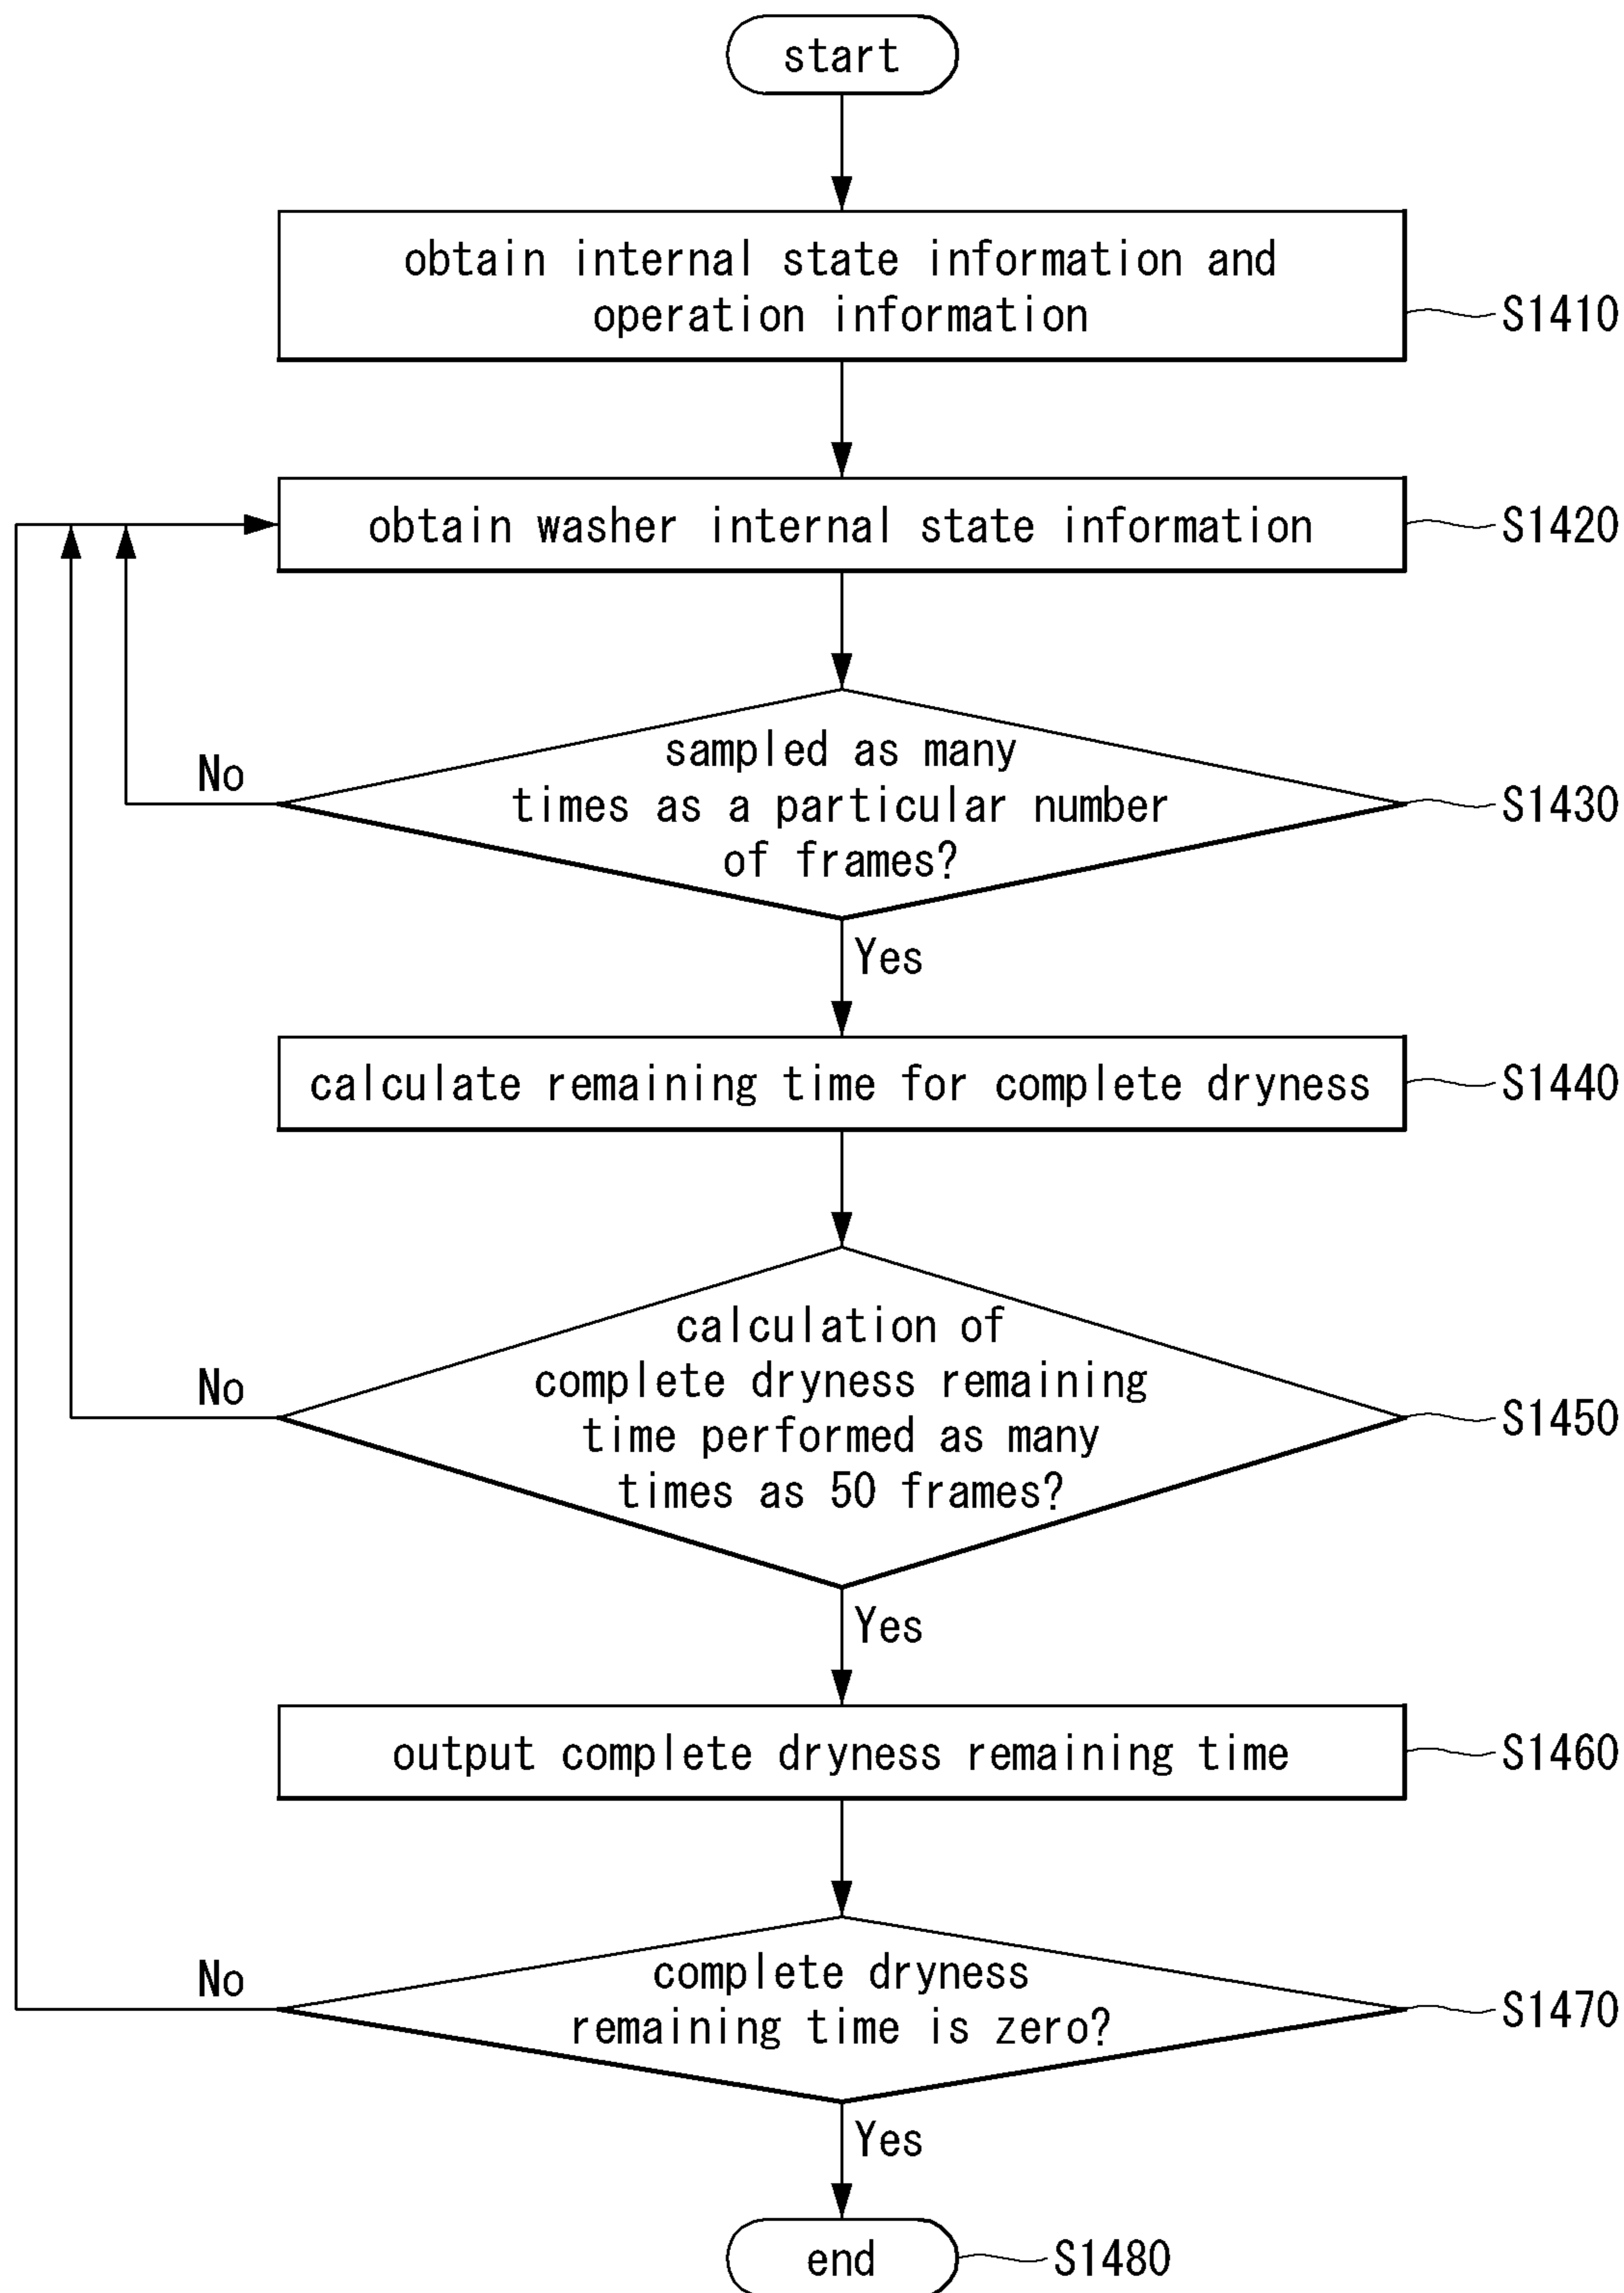 start
obtain internal state information and
operation information
S1410
obtain washer internal state information
S1420
sampled as many
times as a particular number
of frames?
S1430
No
Yes
calculate remaining time for complete dryness
S1440
calculation of
complete dryness remaining
time performed as many
times as 50 frames?
S1450
No
Yes
output complete dryness remaining time
S1460
complete dryness
remaining time is zero?
S1470
No
Yes
end
S1480